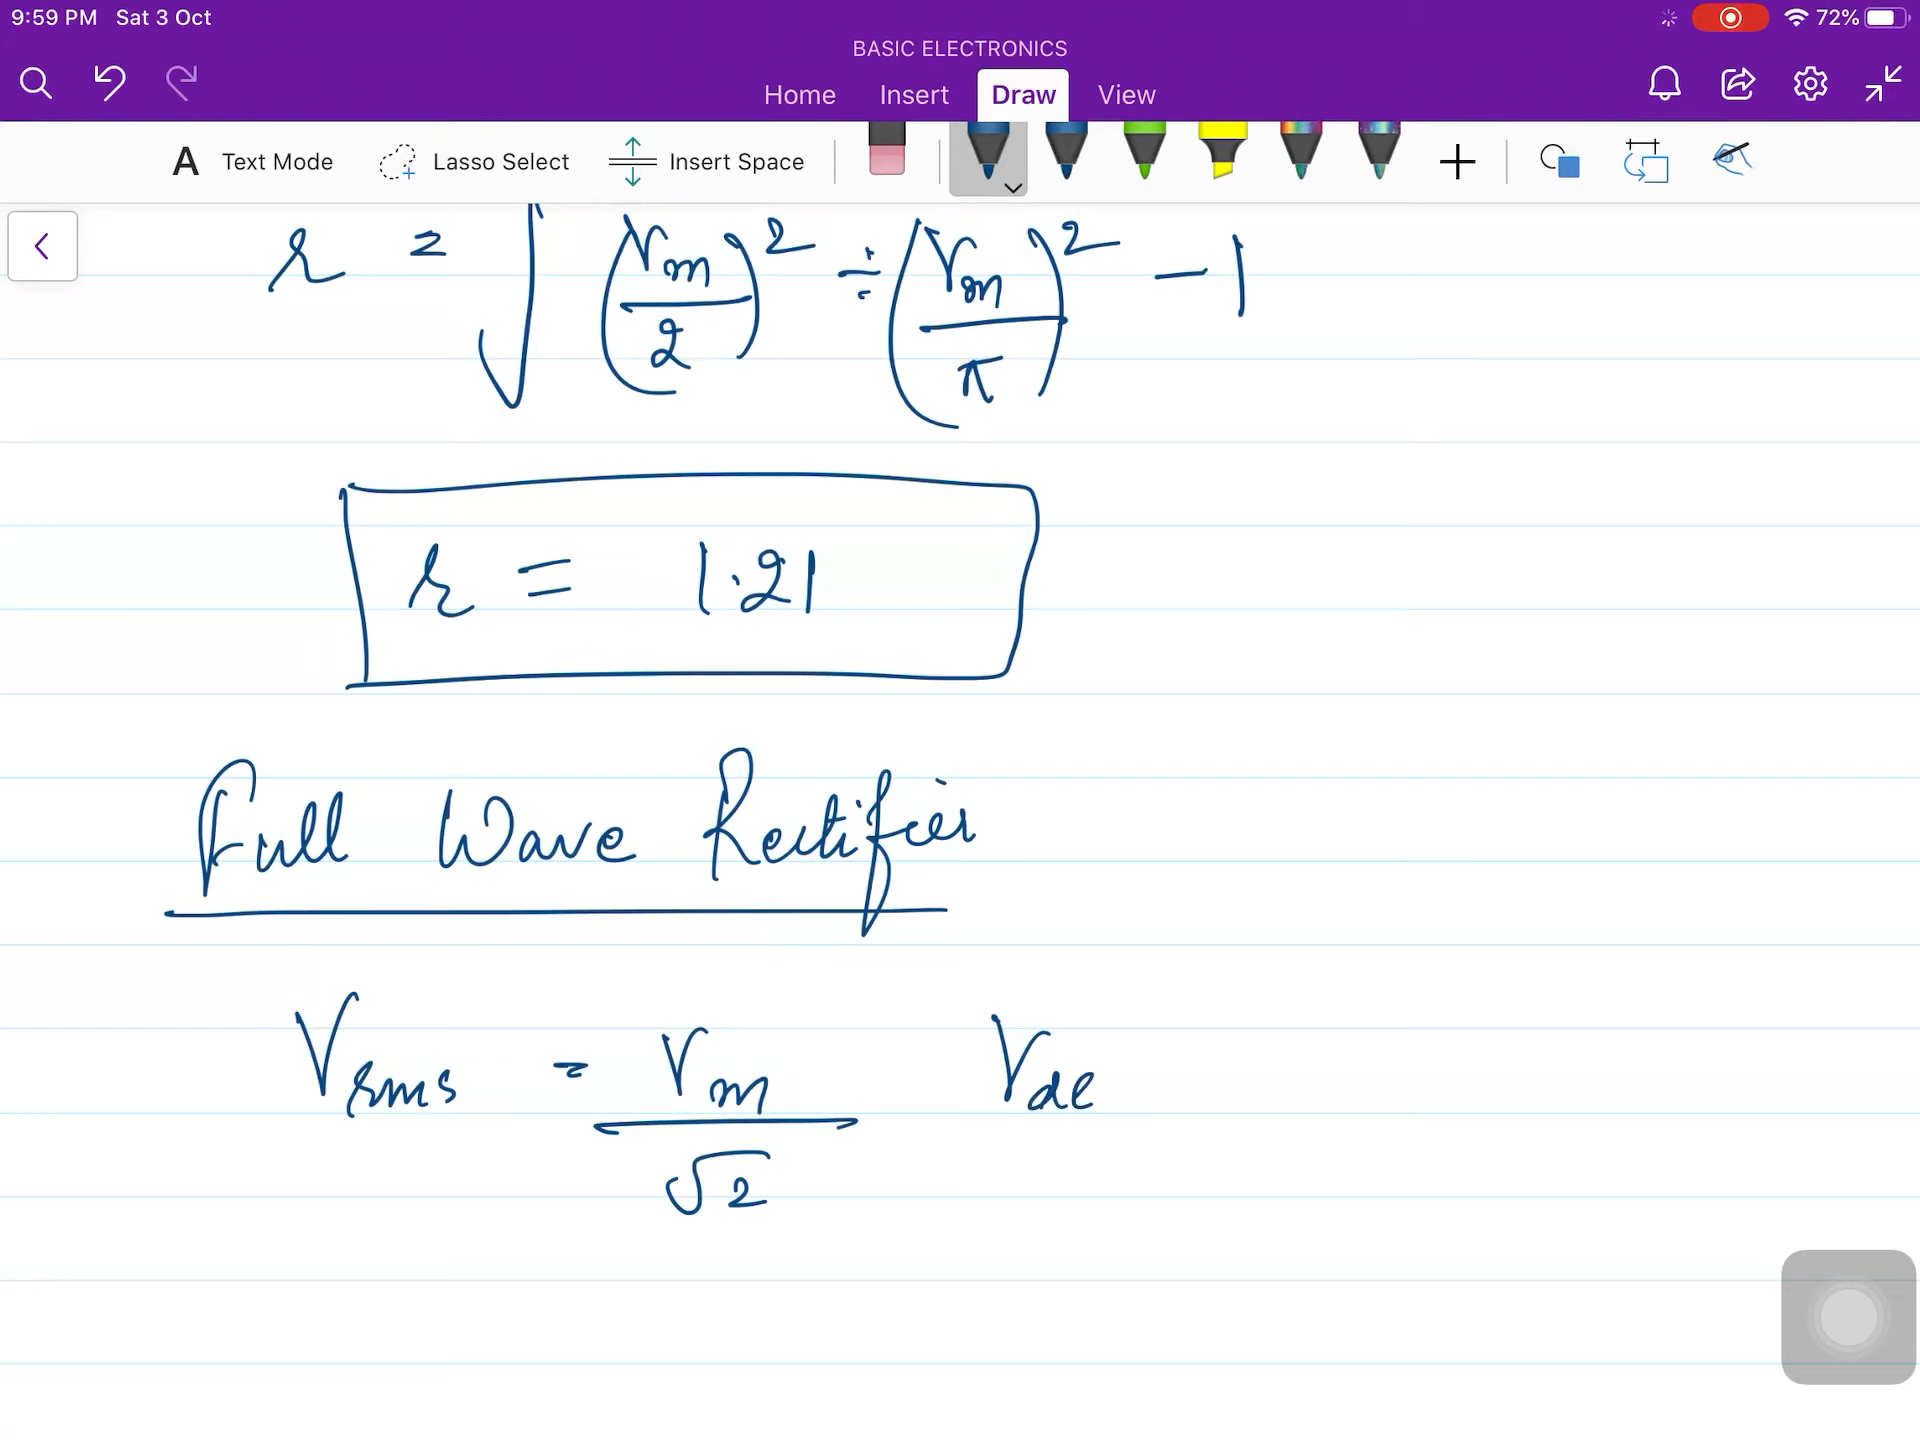 9:59 PM Sat 3 Oct
72%
BASIC ELECTRONICS
Home Insert Draw View
A Text Mode Lasso Select Insert Space
r = √ (Vm/2)² ÷ (Vm/π)² - 1
r = 1.21
Full Wave Rectifier
Vrms = Vm/√2 Vdc